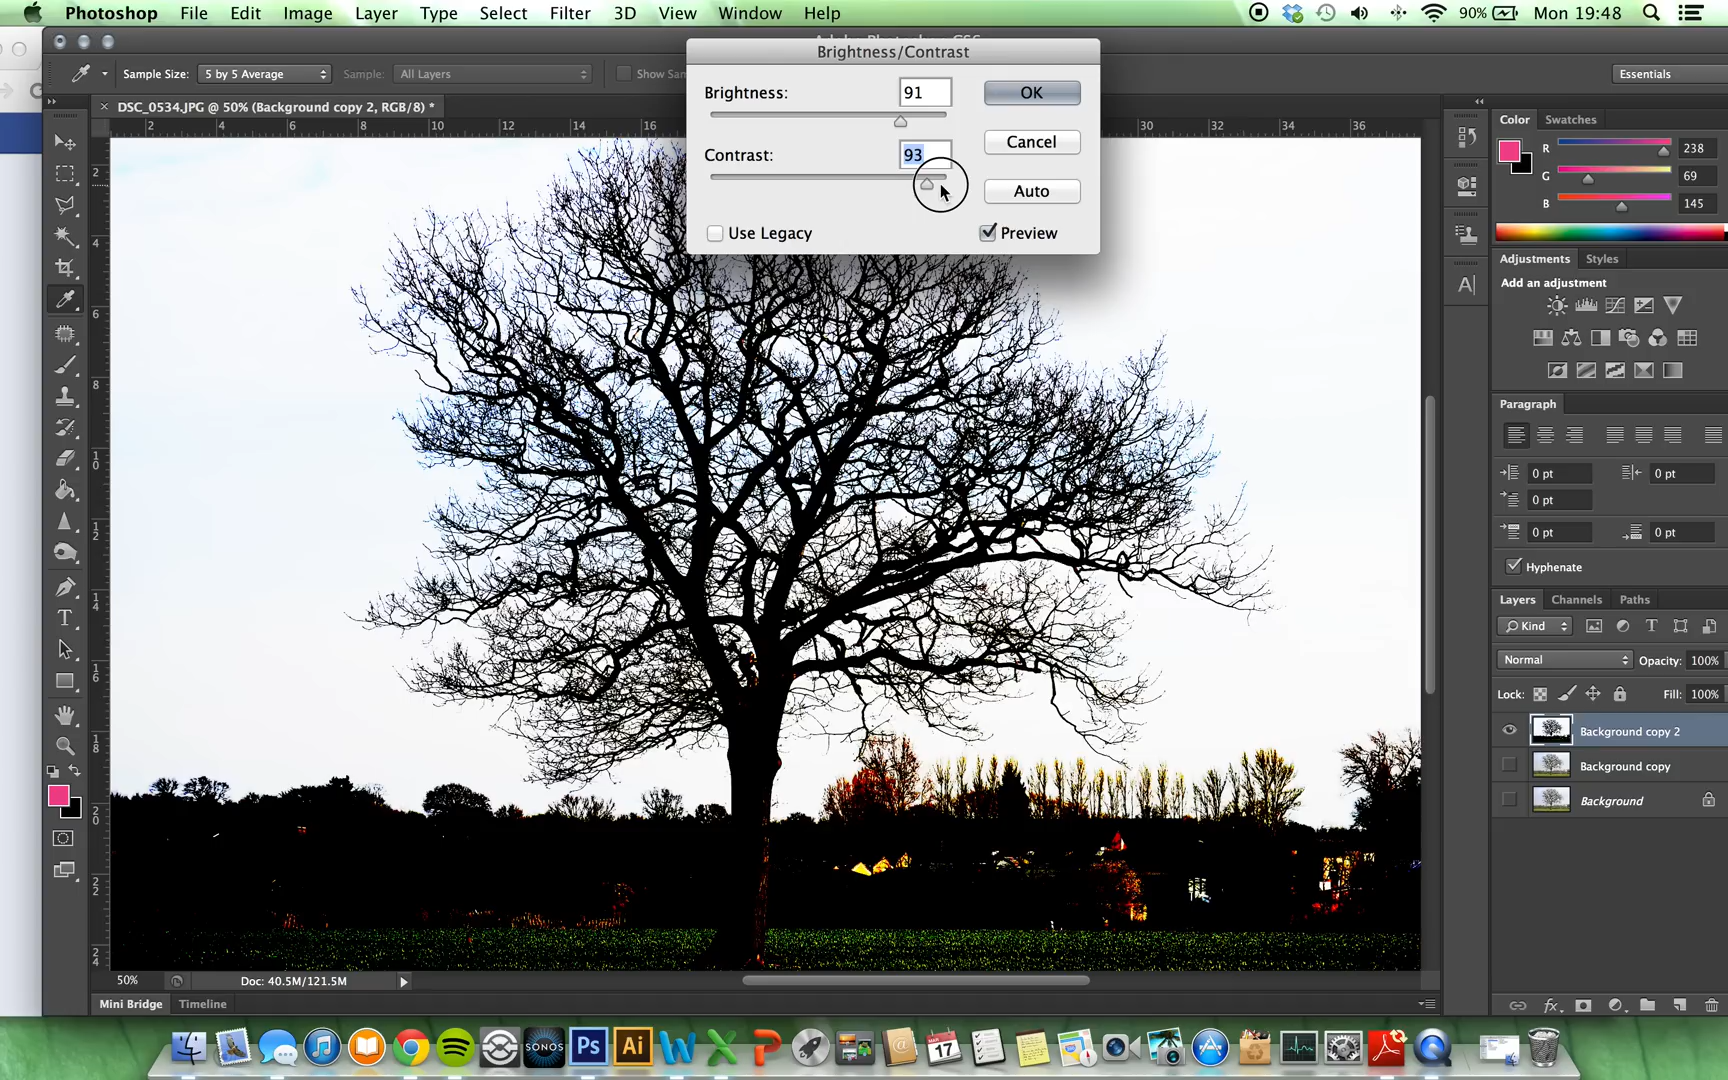 Photoshop File Edit Image Layer Type Select Filter 3D View Window Help 90% Mon 19:48
Sample Size: 5 by 5 Average Sample: All Layers Essentials
Brightness/Contrast
Brightness: 91 OK
Cancel
Contrast: 93
Auto
Use Legacy Preview
DSC_0534.JPG @ 50% (Background copy 2, RGB/8) *
2 4 6 8 10 12 14 16 30 32 34 36
2
4
6
8
10
12
14
16
18
20
22
24
Color Swatches
R 238
G 69
B 145
Adjustments Styles
Add an adjustment
A
Paragraph
0 pt 0 pt
0 pt
0 pt 0 pt
Hyphenate
Layers Channels Paths
Kind
Normal Opacity: 100%
Lock: Fill: 100%
Background copy 2
Background copy
Background
50% Doc: 40.5M/121.5M
Mini Bridge Timeline
SONOS Ps Ai MAR 17